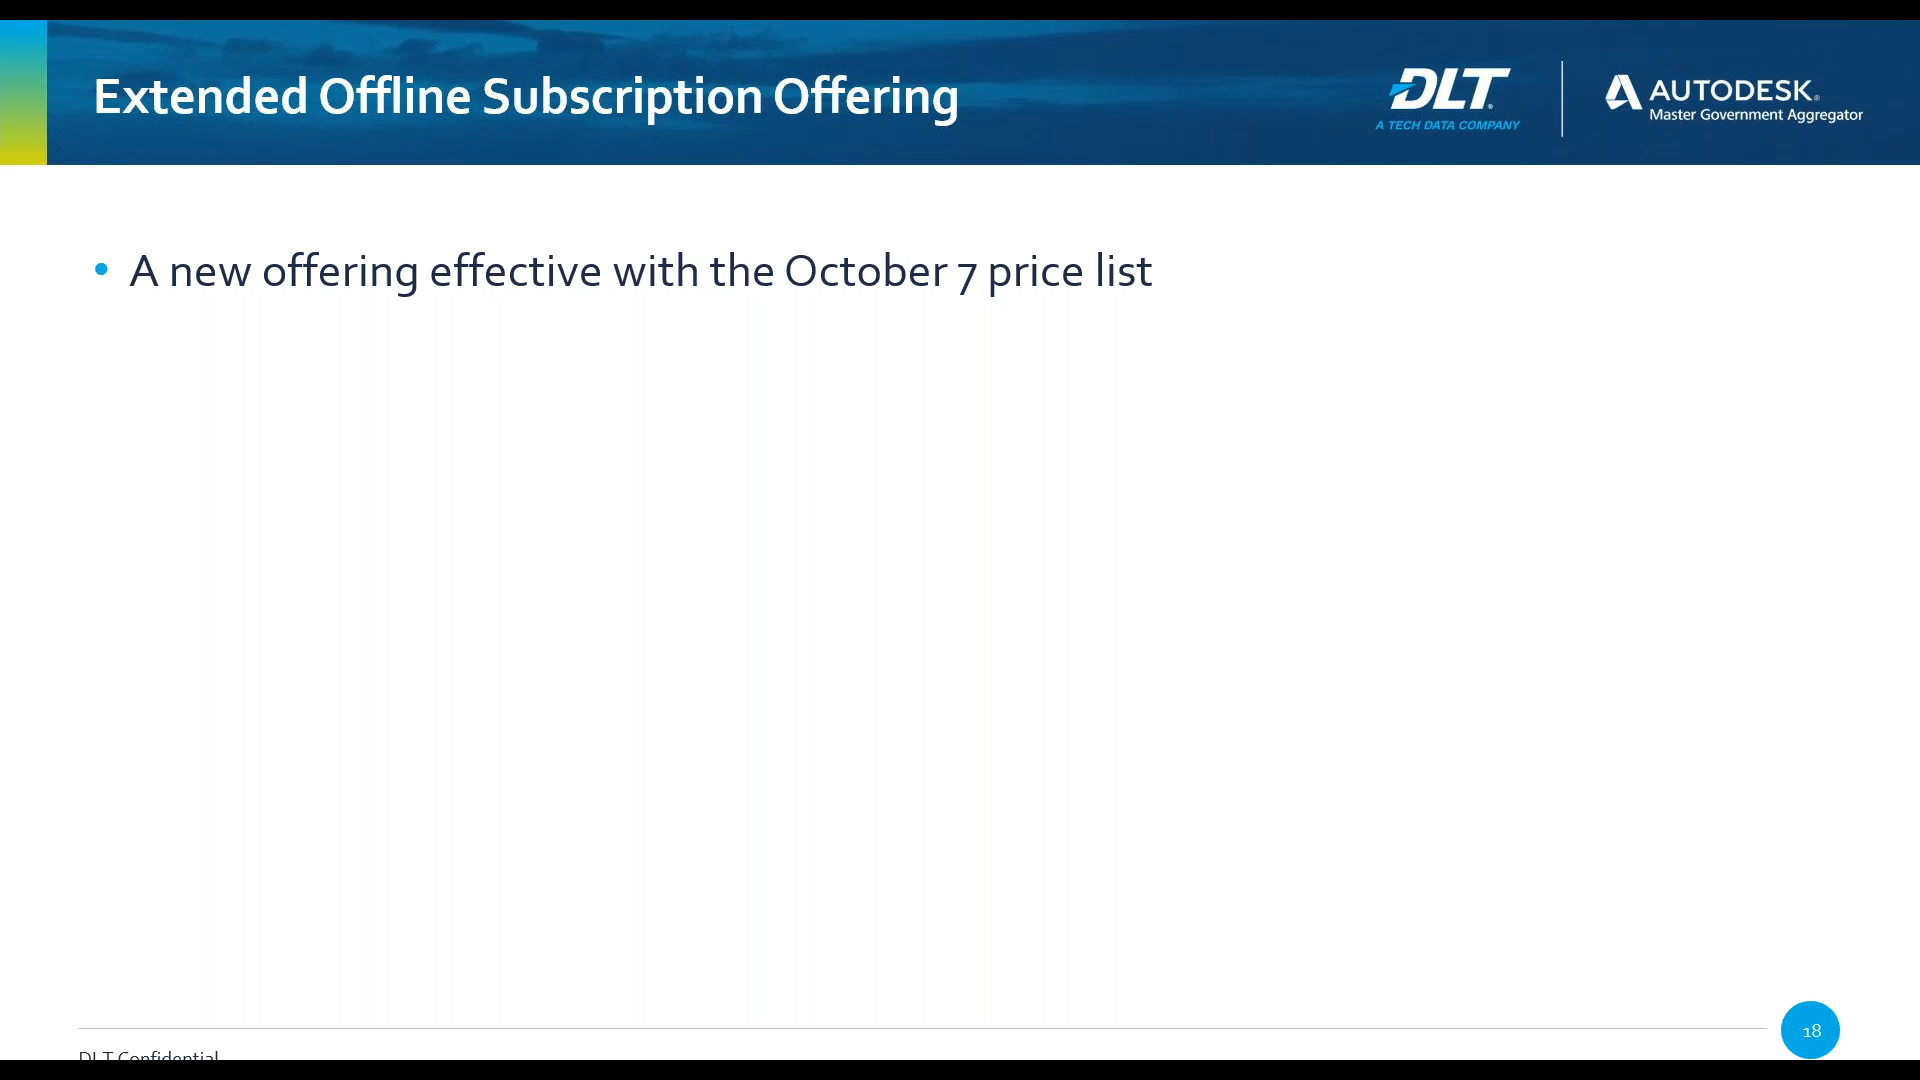 Extended Offline Subscription Offering
DLT
A TECH DATA COMPANY
AUTODESK
Master Government Aggregator
• A new offering effective with the October 7 price list
18
DLT Confidential